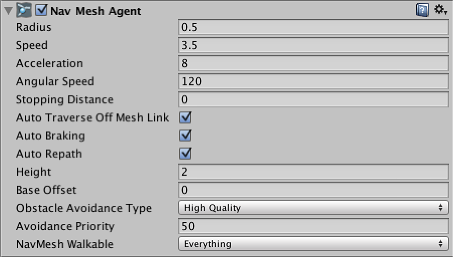 Nav Mesh Agent
Radius 0.5
Speed 3.5
Acceleration 8
Angular Speed 120
Stopping Distance 0
Auto Traverse Off Mesh Link
Auto Braking
Auto Repath
Height 2
Base Offset 0
Obstacle Avoidance Type High Quality
Avoidance Priority 50
NavMesh Walkable Everything